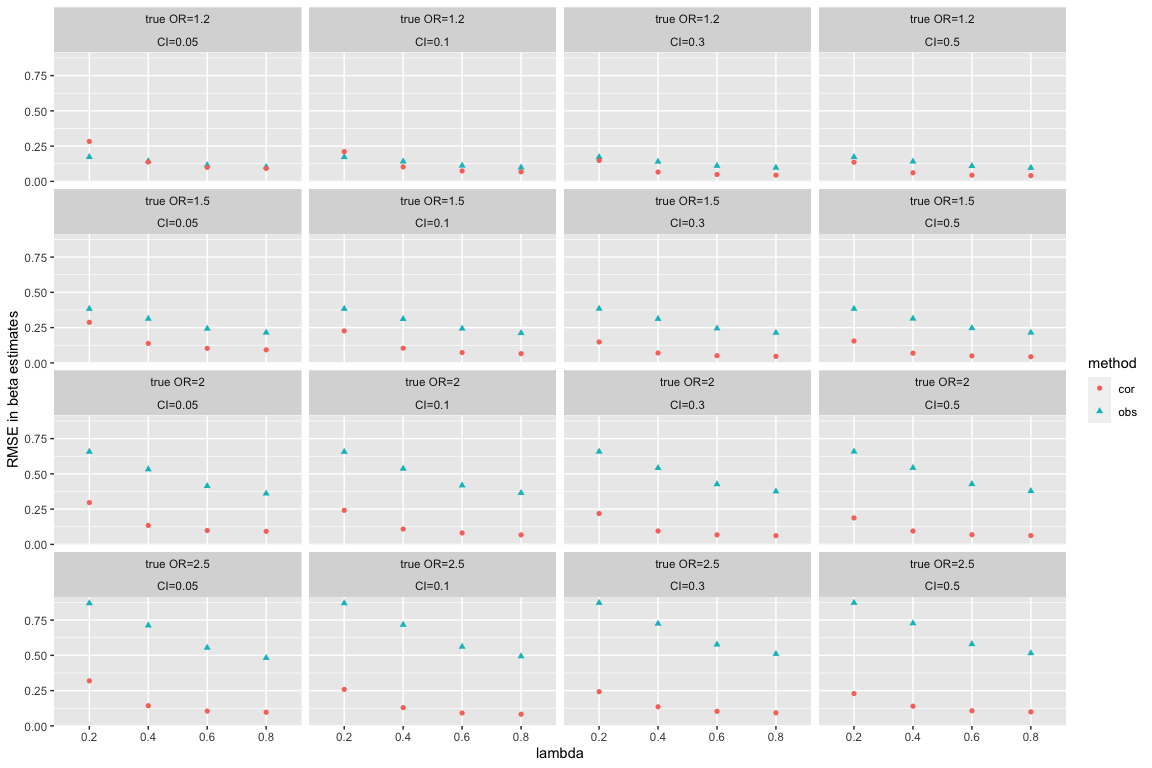 true OR=1.2 true OR=1.2 true OR=1.2 true OR=1.2
CI=0.05 CI=0.1 CI=0.3 CI=0.5
0.75
0.50
0.25
0.00
true OR=1.5 true OR=1.5 true OR=1.5 true OR=1.5
CI=0.05 CI=0.1 CI=0.3 CI=0.5
0.75
0.50
0.25
0.00
true OR=2 true OR=2 true OR=2 true OR=2
CI=0.05 CI=0.1 CI=0.3 CI=0.5
0.75
0.50
0.25
0.00
true OR=2.5 true OR=2.5 true OR=2.5 true OR=2.5
CI=0.05 CI=0.1 CI=0.3 CI=0.5
0.75
0.50
0.25
0.00
0.2 0.4 0.6 0.8 0.2 0.4 0.6 0.8 0.2 0.4 0.6 0.8 0.2 0.4 0.6 0.8
lambda
RMSE in beta estimates
method
cor
obs